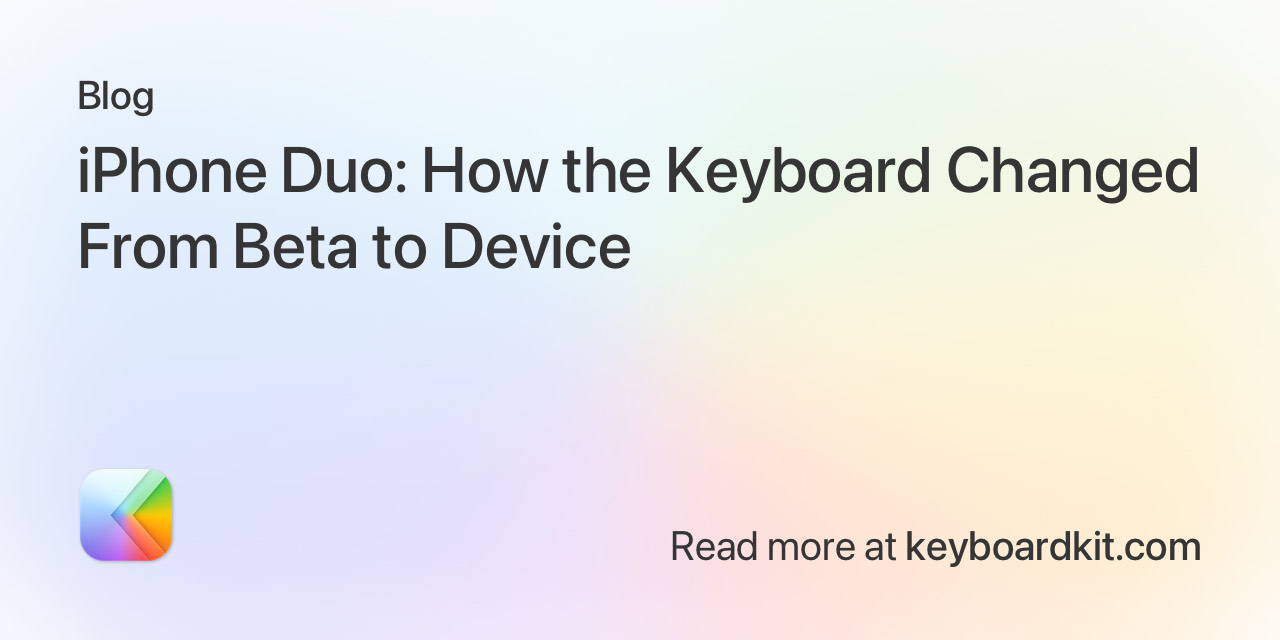 Blog
iPhone Duo: How the Keyboard Changed
From Beta to Device
Read more at keyboardkit.com